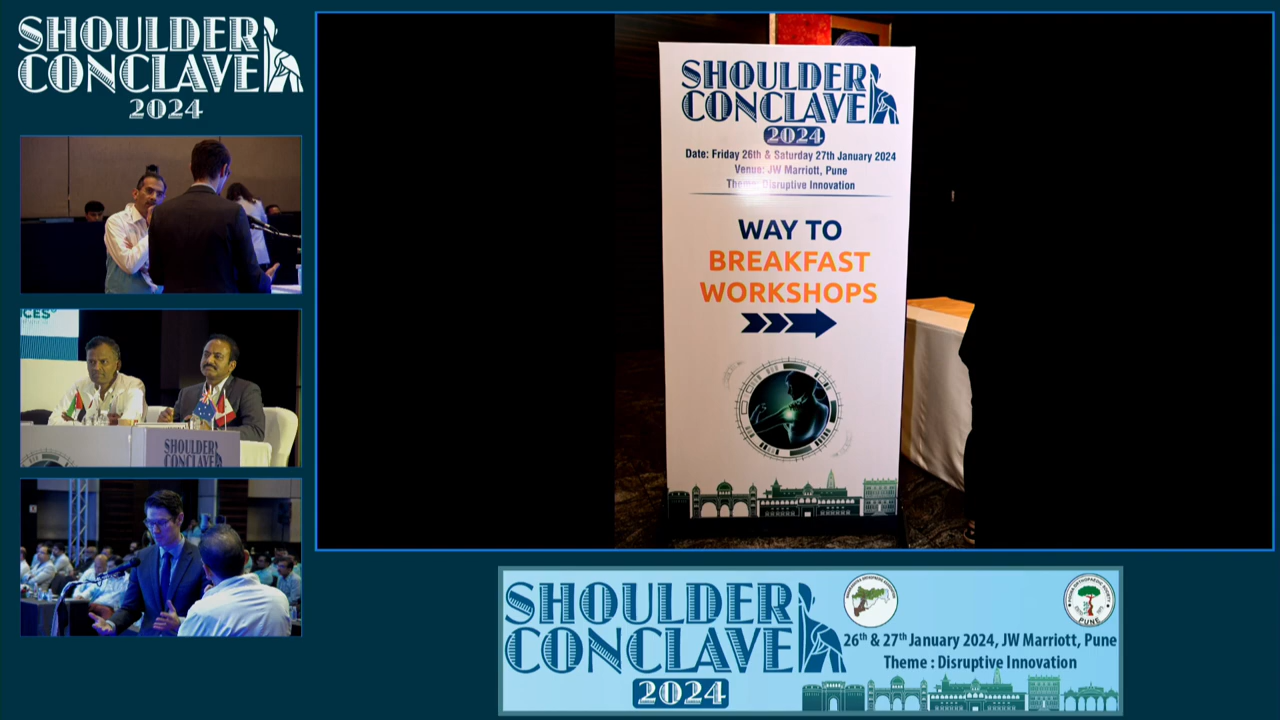 SHOULDER
CONCLAVE
2024
SHOULDER
CONCLAVE
2024
Date: Friday 26th & Saturday 27th January 2024
Venue: JW Marriott, Pune
Theme: Disruptive Innovation
WAY TO
BREAKFAST
WORKSHOPS
SHOULDER
CONCLAVE
SHOULDER
CONCLAVE
2024
PUNE
26th & 27th January 2024, JW Marriott, Pune
Theme : Disruptive Innovation